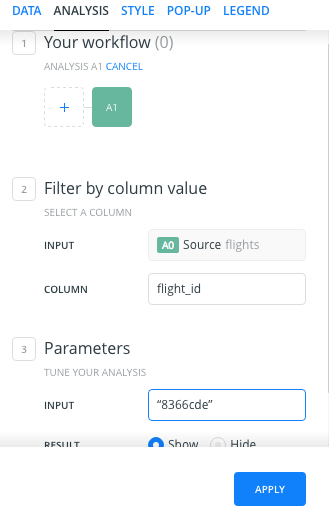 DATA ANALYSIS STYLE POP-UP LEGEND
1 Your workflow (0)
ANALYSIS A1 CANCEL
+ A1
2 Filter by column value
SELECT A COLUMN
INPUT A0 Source flights
COLUMN flight_id
3 Parameters
TUNE YOUR ANALYSIS
INPUT “8366cde”
RESULT Show Hide
APPLY